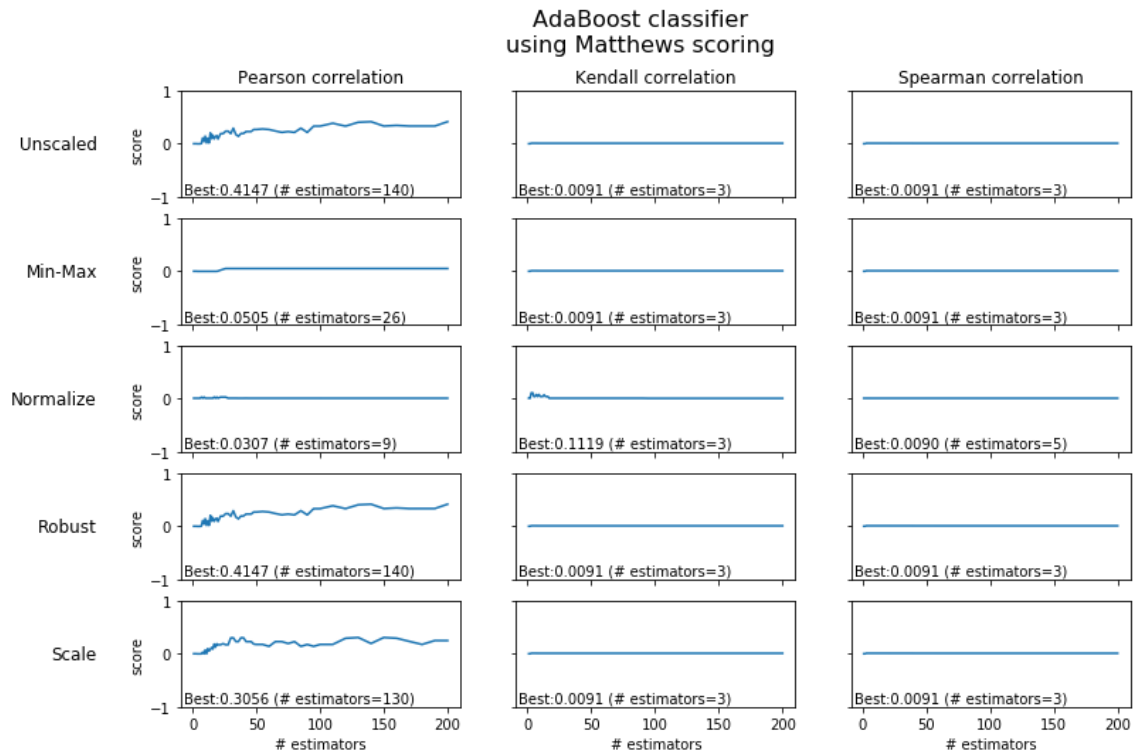 AdaBoost classifier
using Matthews scoring
Pearson correlation
Kendall correlation
Spearman correlation
Unscaled
score
1
0
−1
Best:0.4147 (# estimators=140)
Best:0.0091 (# estimators=3)
Best:0.0091 (# estimators=3)
Min-Max
score
1
0
−1
Best:0.0505 (# estimators=26)
Best:0.0091 (# estimators=3)
Best:0.0091 (# estimators=3)
Normalize
score
1
0
−1
Best:0.0307 (# estimators=9)
Best:0.1119 (# estimators=3)
Best:0.0090 (# estimators=5)
Robust
score
1
0
−1
Best:0.4147 (# estimators=140)
Best:0.0091 (# estimators=3)
Best:0.0091 (# estimators=3)
Scale
score
1
0
−1
Best:0.3056 (# estimators=130)
Best:0.0091 (# estimators=3)
Best:0.0091 (# estimators=3)
0 50 100 150 200
0 50 100 150 200
0 50 100 150 200
# estimators
# estimators
# estimators